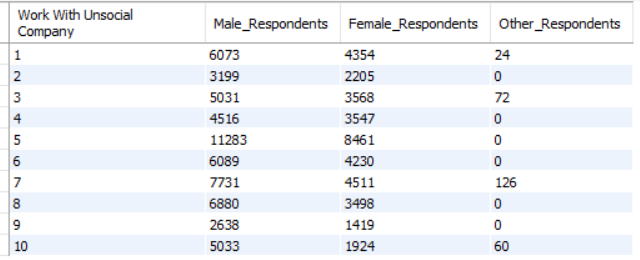 Work With Unsocial Company Male_Respondents Female_Respondents Other_Respondents
1 6073 4354 24
2 3199 2205 0
3 5031 3568 72
4 4516 3547 0
5 11283 8461 0
6 6089 4230 0
7 7731 4511 126
8 6880 3498 0
9 2638 1419 0
10 5033 1924 60